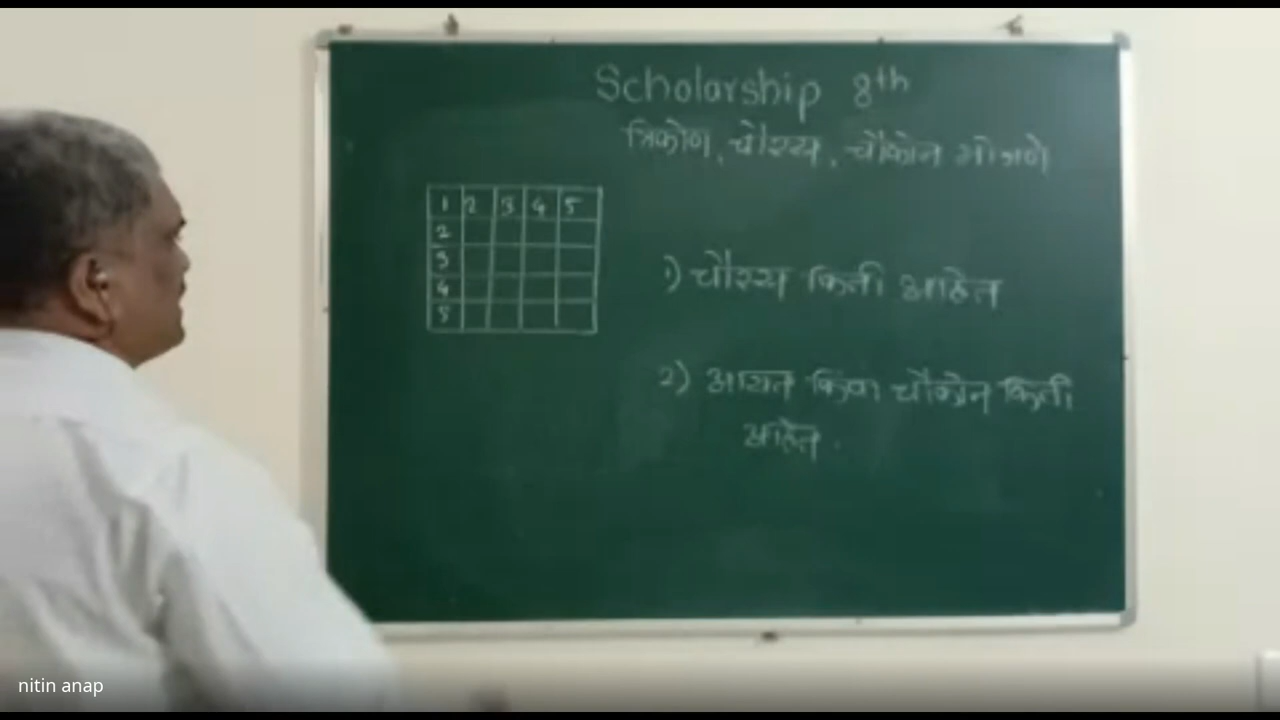 Scholarship 8th
त्रिकोण, चौरस, चौकोन मोजणे
1 2 3 4 5
2
3
4
5
1) चौरस किती आहेत
2) आयत किंवा चौकोन किती
आहेत.
nitin anap